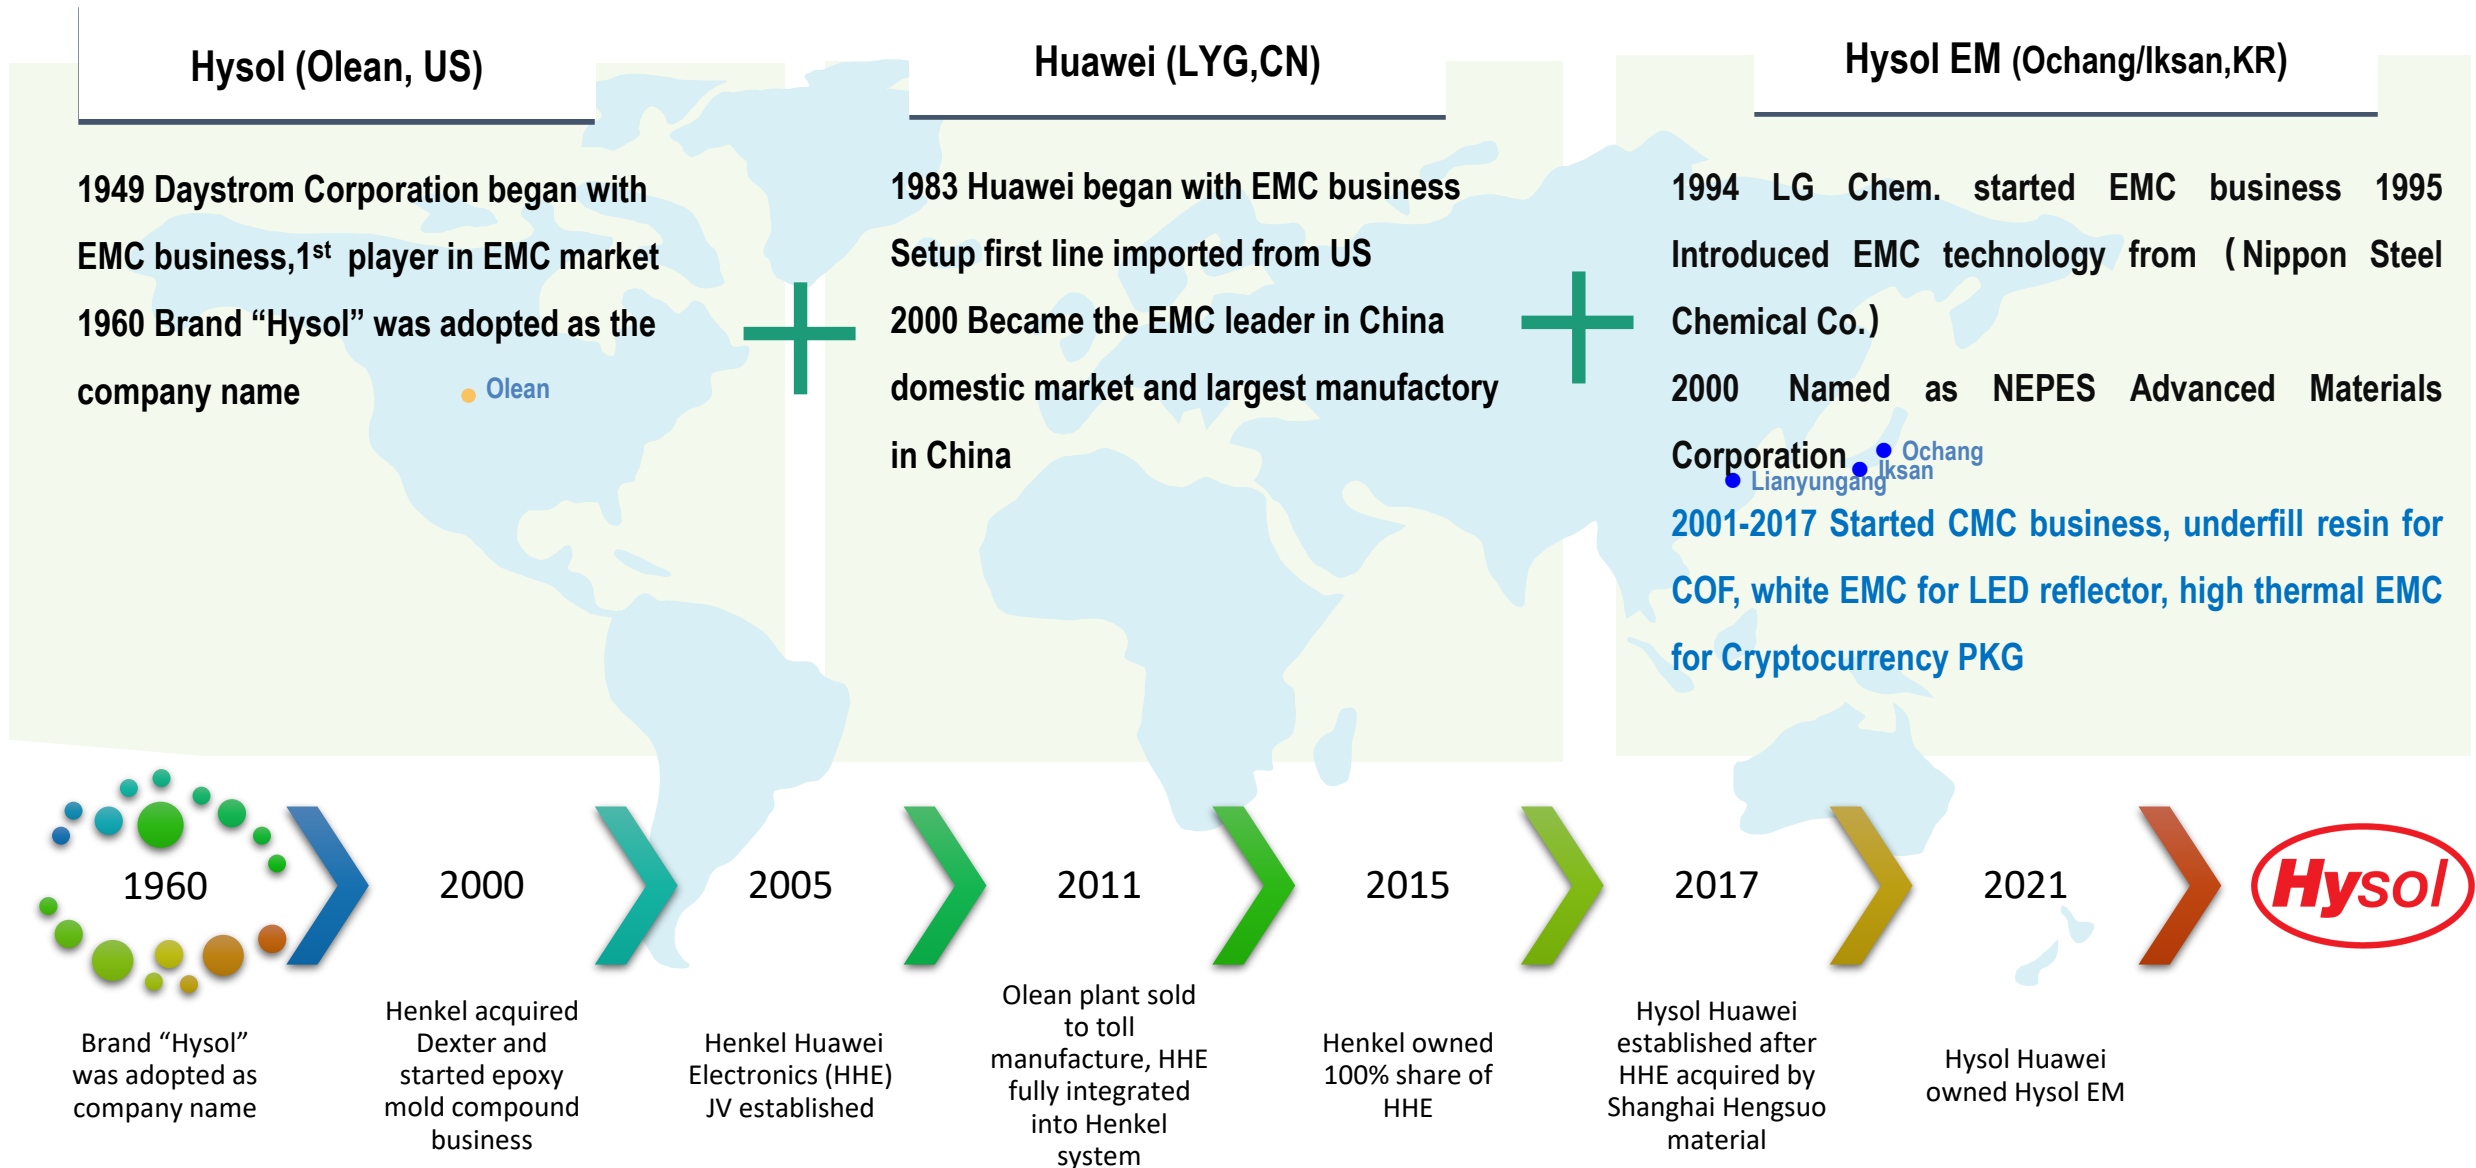 Hysol (Olean, US)
1949 Daystrom Corporation began with
EMC business,1st player in EMC market
1960 Brand “Hysol” was adopted as the
company name
Olean
Huawei (LYG,CN)
1983 Huawei began with EMC business
Setup first line imported from US
2000 Became the EMC leader in China
domestic market and largest manufactory
in China
Hysol EM (Ochang/Iksan,KR)
1994 LG Chem. started EMC business 1995
Introduced EMC technology from (Nippon Steel
Chemical Co.)
2000 Named as NEPES Advanced Materials
Corporation
Ochang
Iksan
Lianyungang
2001-2017 Started CMC business, underfill resin for
COF, white EMC for LED reflector, high thermal EMC
for Cryptocurrency PKG
1960
Brand “Hysol”
was adopted as
company name
2000
Henkel acquired
Dexter and
started epoxy
mold compound
business
2005
Henkel Huawei
Electronics (HHE)
JV established
2011
Olean plant sold
to toll
manufacture, HHE
fully integrated
into Henkel
system
2015
Henkel owned
100% share of
HHE
2017
Hysol Huawei
established after
HHE acquired by
Shanghai Hengsuo
material
2021
Hysol Huawei
owned Hysol EM
Hysol